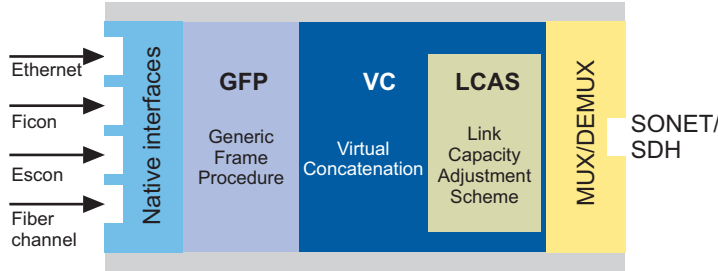 Ethernet
Ficon
Escon
Fiber
channel
Native interfaces
GFP
Generic
Frame
Procedure
VC
Virtual
Concatenation
LCAS
Link
Capacity
Adjustment
Scheme
MUX/DEMUX
SONET/
SDH